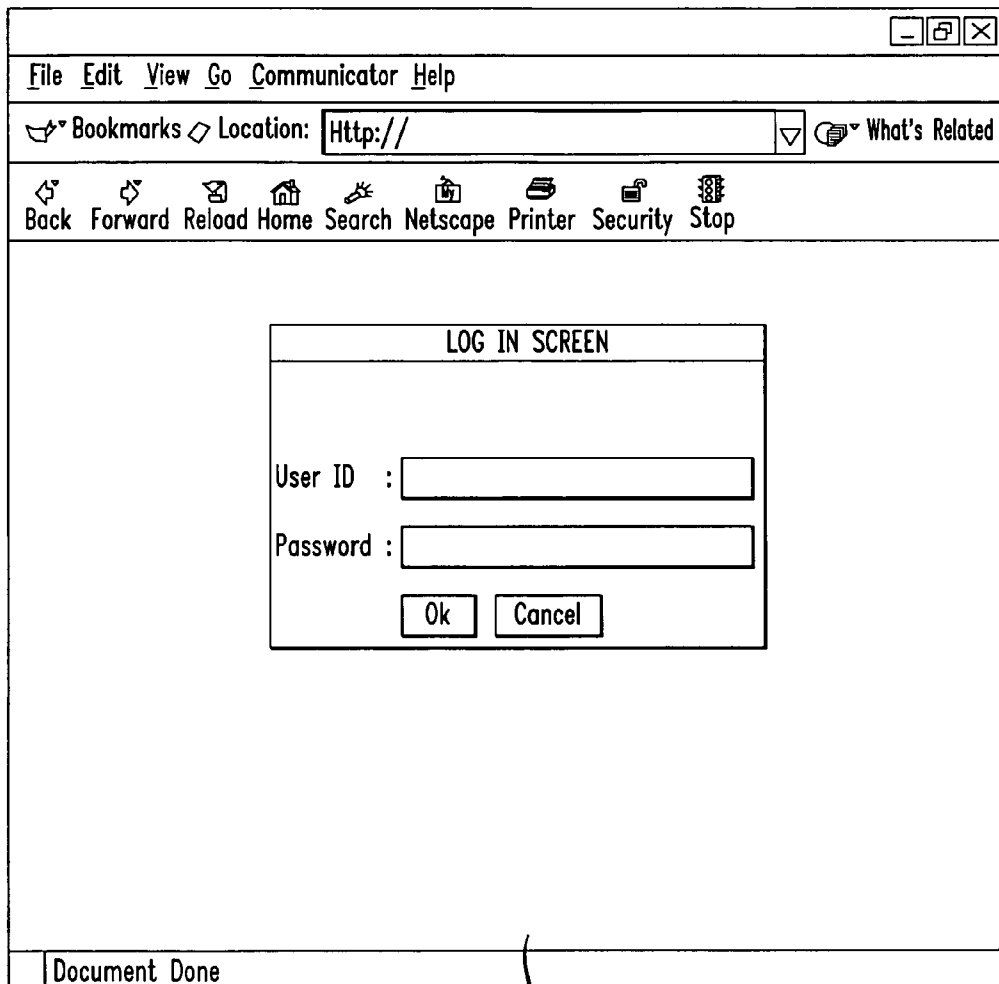 File Edit View Go Communicator Help
Bookmarks Location: Http:// What's Related
Back Forward Reload Home Search My Netscape Printer Security Stop
LOG IN SCREEN
User ID :
Password :
Ok Cancel
Document Done